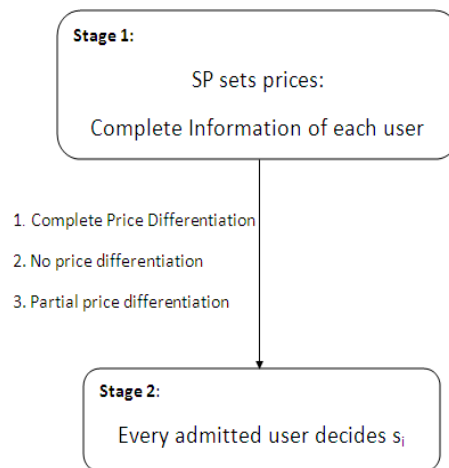 Stage 1:
SP sets prices:
Complete Information of each user
1. Complete Price Differentiation
2. No price differentiation
3. Partial price differentiation
Stage 2:
Every admitted user decides sᵢ